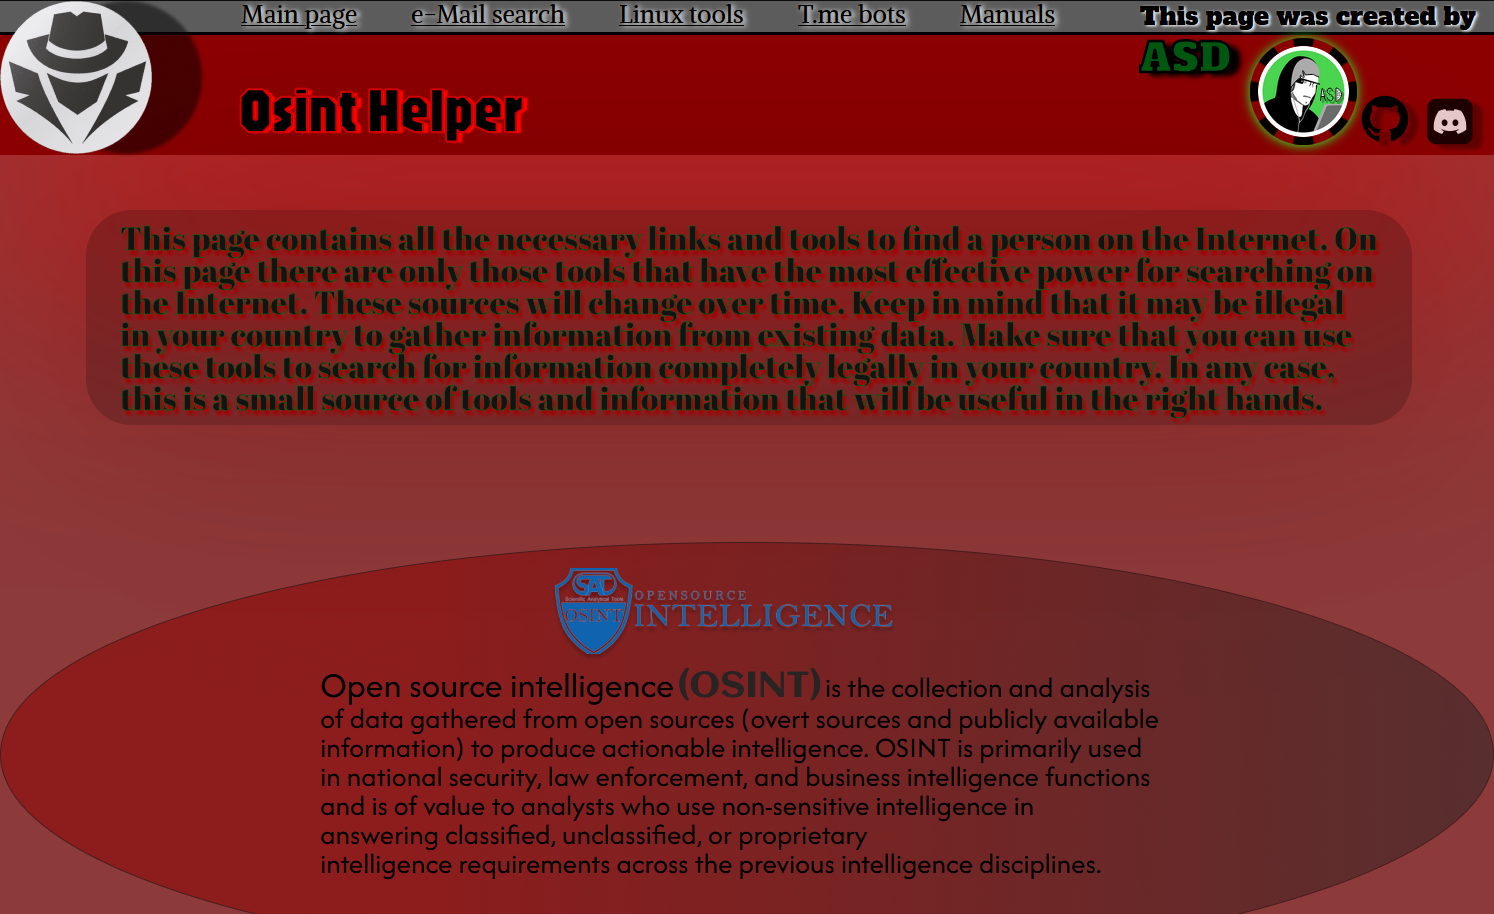 Main page e-Mail search Linux tools T.me bots Manuals This page was created by
ASD
ASD
Osint Helper
This page contains all the necessary links and tools to find a person on the Internet. On
this page there are only those tools that have the most effective power for searching on
the Internet. These sources will change over time. Keep in mind that it may be illegal
in your country to gather information from existing data. Make sure that you can use
these tools to search for information completely legally in your country. In any case,
this is a small source of tools and information that will be useful in the right hands.
SAT
Scientific Analytical Tools
OSINT
OPENSOURCE
INTELLIGENCE
Open source intelligence (OSINT) is the collection and analysis
of data gathered from open sources (overt sources and publicly available
information) to produce actionable intelligence. OSINT is primarily used
in national security, law enforcement, and business intelligence functions
and is of value to analysts who use non-sensitive intelligence in
answering classified, unclassified, or proprietary
intelligence requirements across the previous intelligence disciplines.